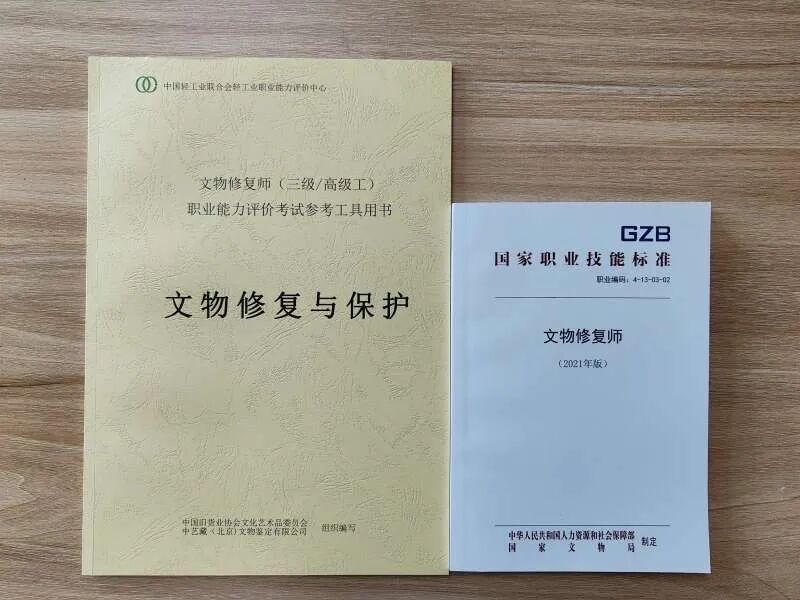 中国轻工业联合会轻工业职业能力评价中心
文物修复师（三级/高级工）
职业能力评价考试参考工具用书
文物修复与保护
中国旧货业协会文化艺术品委员会
中艺藏（北京）文物鉴定有限公司
组织编写
GZB
国家职业技能标准
职业编码：4-13-03-02
文物修复师
（2021年版）
中华人民共和国人力资源和社会保障部
国家文物局
制定